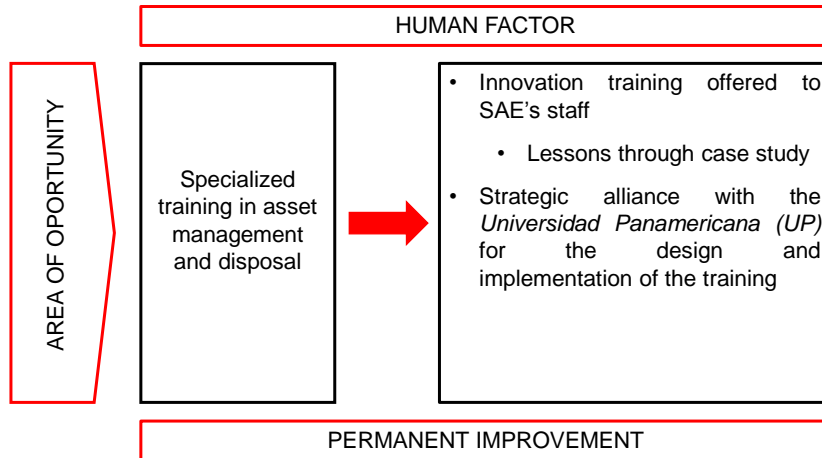 HUMAN FACTOR
AREA OF OPORTUNITY
Specialized
training in asset
management
and disposal
• Innovation training offered to
SAE's staff
• Lessons through case study
• Strategic alliance with the
Universidad Panamericana (UP)
for the design and
implementation of the training
PERMANENT IMPROVEMENT